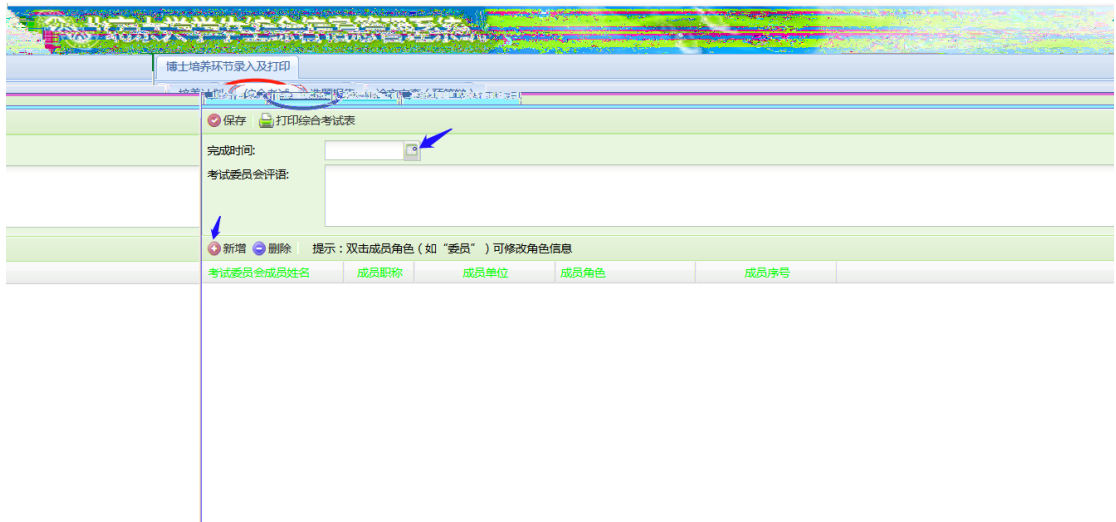 博士培养环节录入及打印
保存 打印综合考试表
完成时间:
考试委员会评语:
新增 删除 提示：双击成员角色（如“委员”）可修改角色信息
考试委员会成员姓名 成员职称 成员单位 成员角色 成员序号